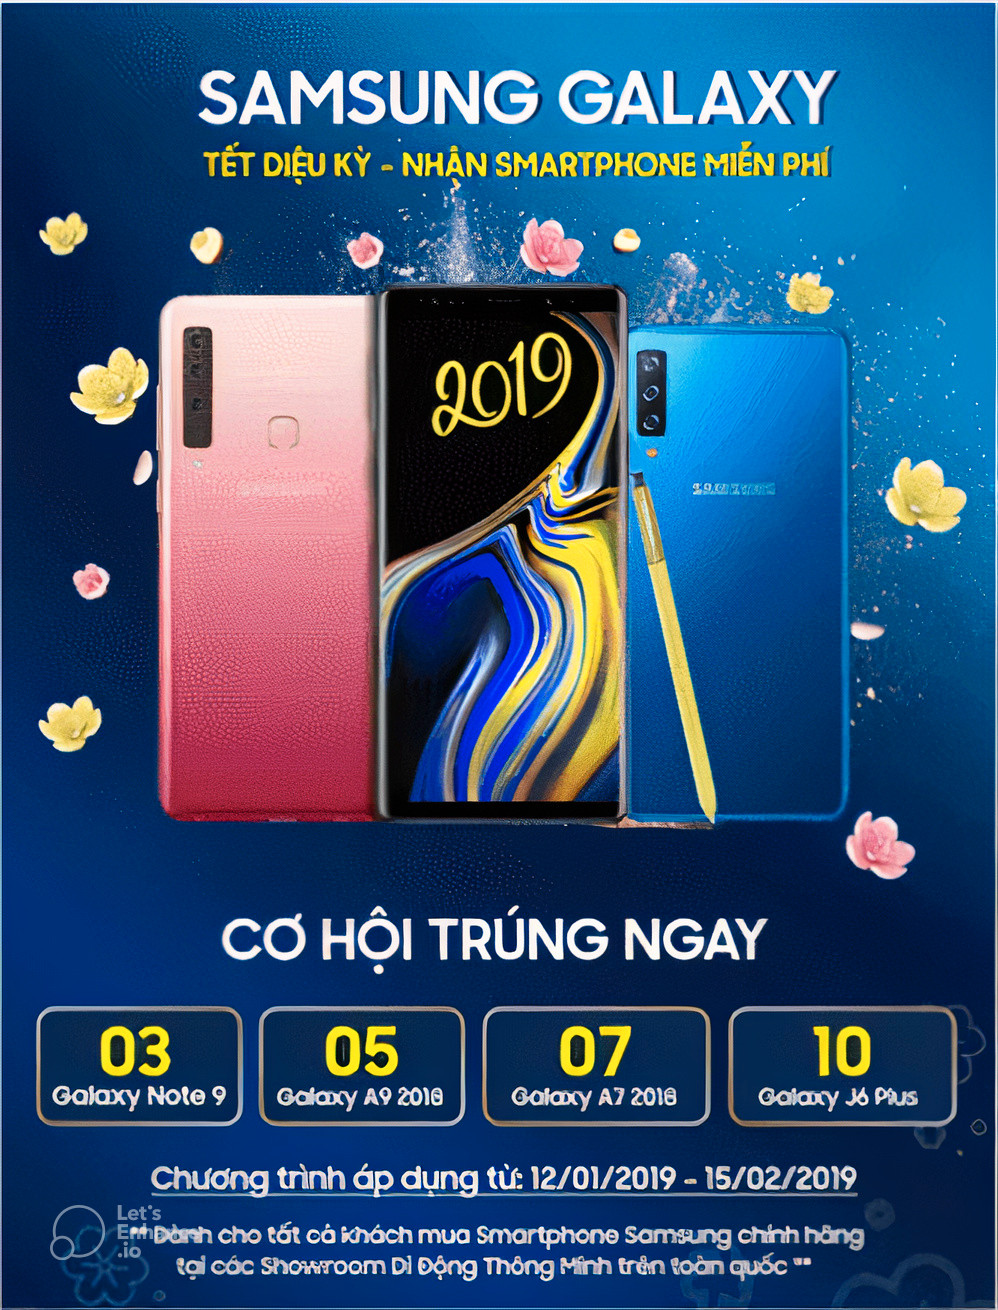 SAMSUNG GALAXY
TẾT DIỆU KỲ - NHẬN SMARTPHONE MIỄN PHÍ
2019
CƠ HỘI TRÚNG NGAY
03
Galaxy Note 9
05
Galaxy A9 2018
07
Galaxy A7 2018
10
Galaxy J6 Plus
Chương trình áp dụng từ: 12/01/2019 - 15/02/2019
** Dành cho tất cả khách mua Smartphone Samsung chính hãng
tại các Showroom Di Động Thông Minh trên toàn quốc **
Let's
Enhance
.io